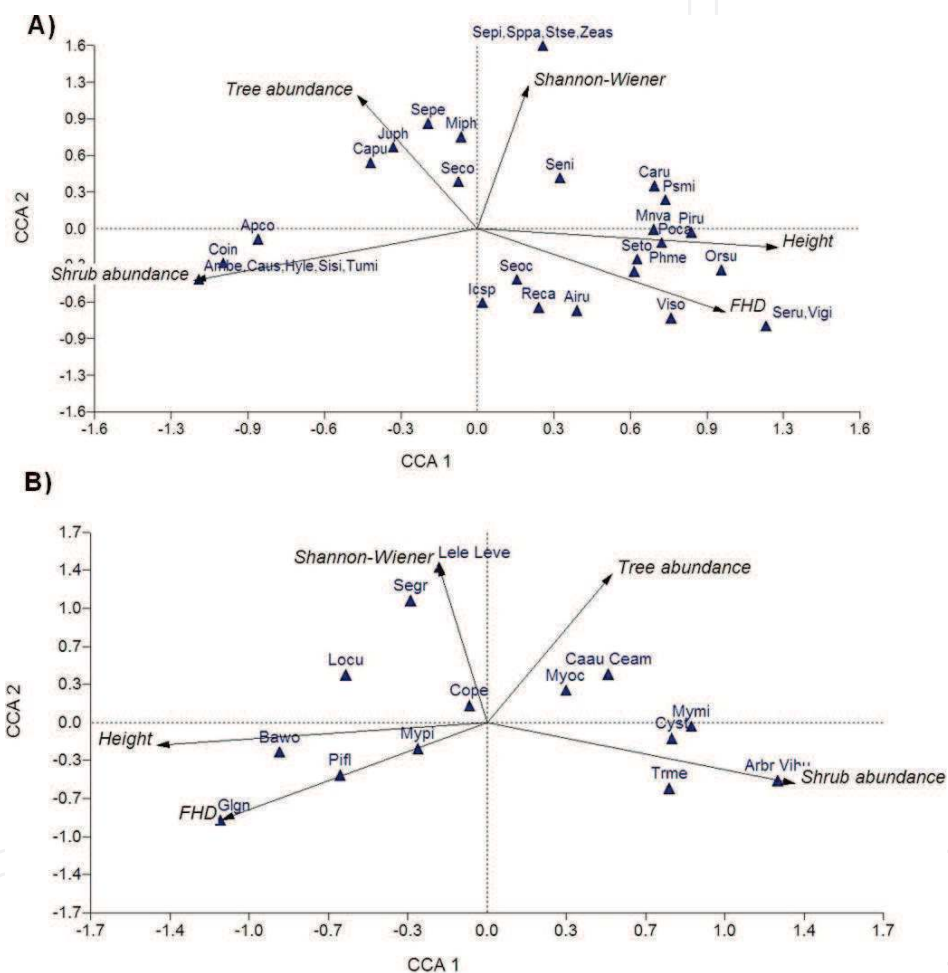 A)
Sepi,Sppa,Stse,Zeas
1.6
Shannon-Wiener
1.3
Tree abundance
0.9
Sepe
Miph
Juph
0.6
Capu
Seco
Seni
Caru
0.3
Psmi
CCA 2
0.0
Apco
Mnva
Piru
Poca
Height
Coin
Seto
Phme
Orsu
Shrub abundance
Ambe,Caus,Hyle,Sisi,Tumi
Seoc
-0.6
Icsp
Reca
Airu
Viso
FHD
Seru,Vigi
-0.9
-1.3
-1.6
-1.6 -1.3 -0.9 -0.6 -0.3 0.0 0.3 0.6 0.9 1.3 1.6
CCA 1
B)
1.7
Shannon-Wiener
Lele Leve
1.4
Tree abundance
Segr
1.0
0.7
Locu
Caau Ceam
0.3
Myoc
Cope
CCA 2
0.0
Mymi
Height
Bawo
Mypi
-0.3
Pifl
Trme
Arbr
Shrub abundance
-0.7
FHD
Glgn
-1.0
-1.4
-1.7
-1.7 -1.4 -1.0 -0.7 -0.3 0.0 0.3 0.7 1.0 1.4 1.7
CCA 1